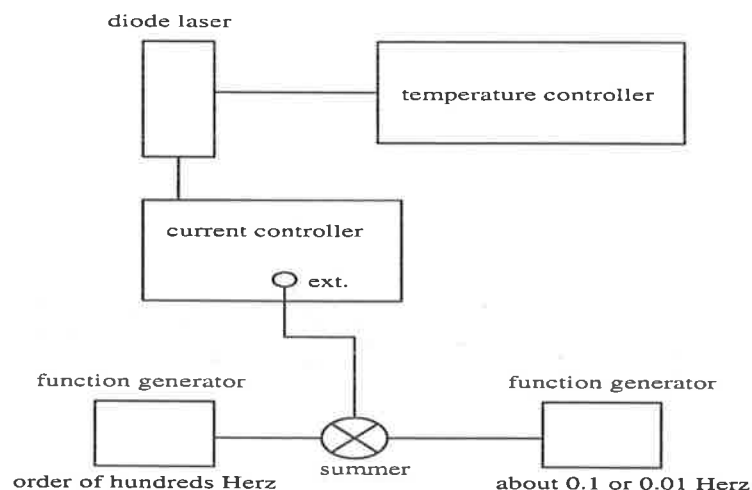 diode laser
temperature controller
current controller
ext.
function generator
function generator
summer
order of hundreds Herz
about 0.1 or 0.01 Herz